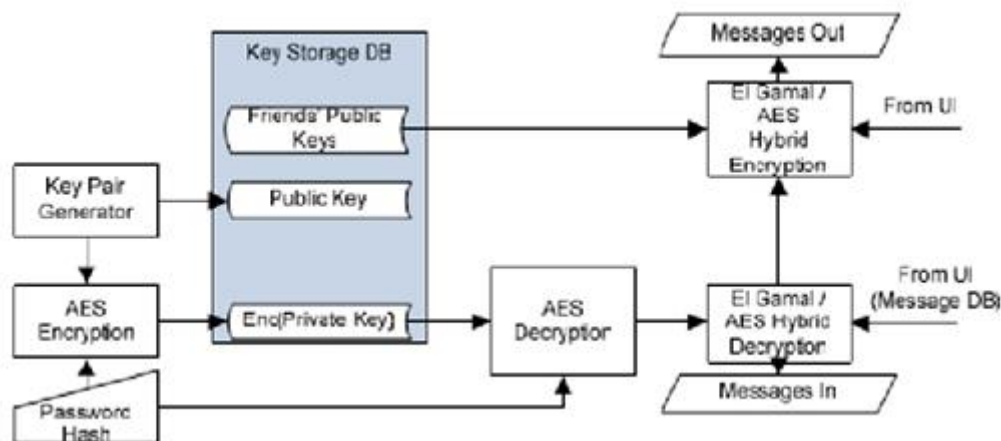 Messages Out
Key Storage DB
El Gamal /
AES
Hybrid
Encryption
From UI
Friends' Public
Keys
Key Pair
Generator
Public Key
AES
Encryption
Enc(Private Key)
AES
Decryption
El Gamal /
AES Hybrid
Decryption
From UI
(Message DB)
Messages In
Password
Hash